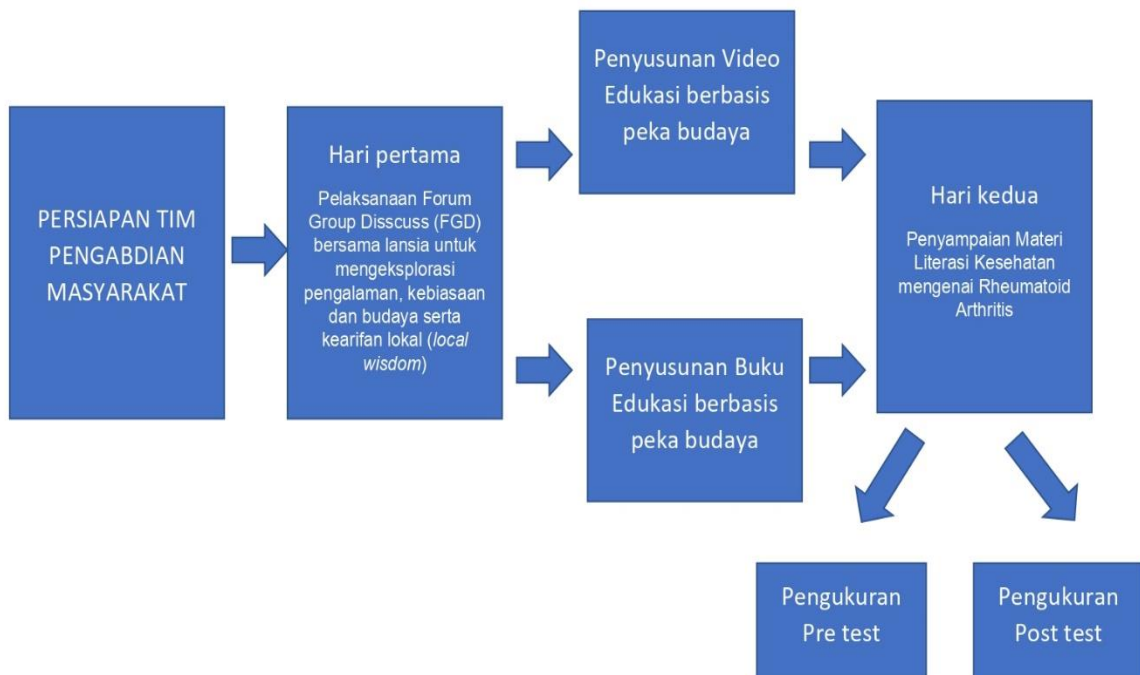 PERSIAPAN TIM
PENGABDIAN
MASYARAKAT
Hari pertama
Pelaksanaan Forum
Group Disscuss (FGD)
bersama lansia untuk
mengeksplorasi
pengalaman, kebiasaan
dan budaya serta
kearifan lokal (local
wisdom)
Penyusunan Video
Edukasi berbasis
peka budaya
Penyusunan Buku
Edukasi berbasis
peka budaya
Hari kedua
Penyampaian Materi
Literasi Kesehatan
mengenai Rheumatoid
Arthritis
Pengukuran
Pre test
Pengukuran
Post test